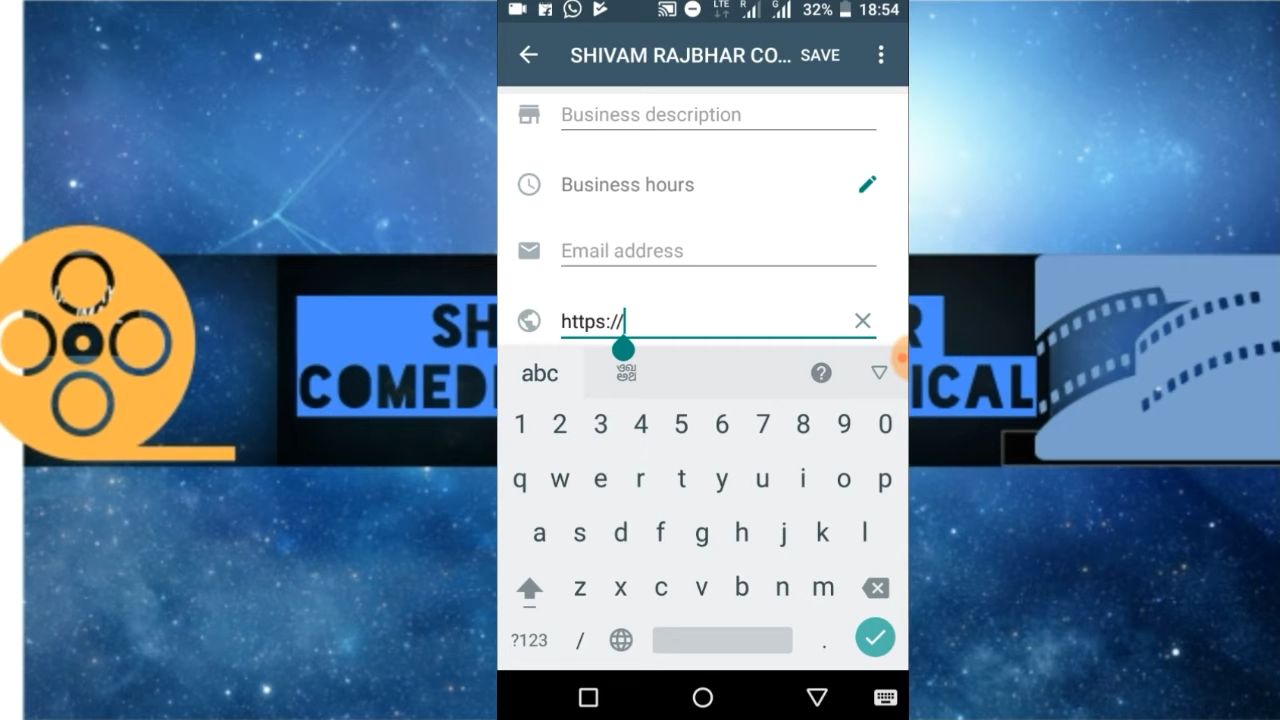 LTE R G 32% 18:54
SHIVAM RAJBHAR CO... SAVE
Business description
Business hours
Email address
https://
SH
R
COMED
ICAL
abc
?
1 2 3 4 5 6 7 8 9 0
q w e r t y u i o p
a s d f g h j k l
z x c v b n m
?123 / .